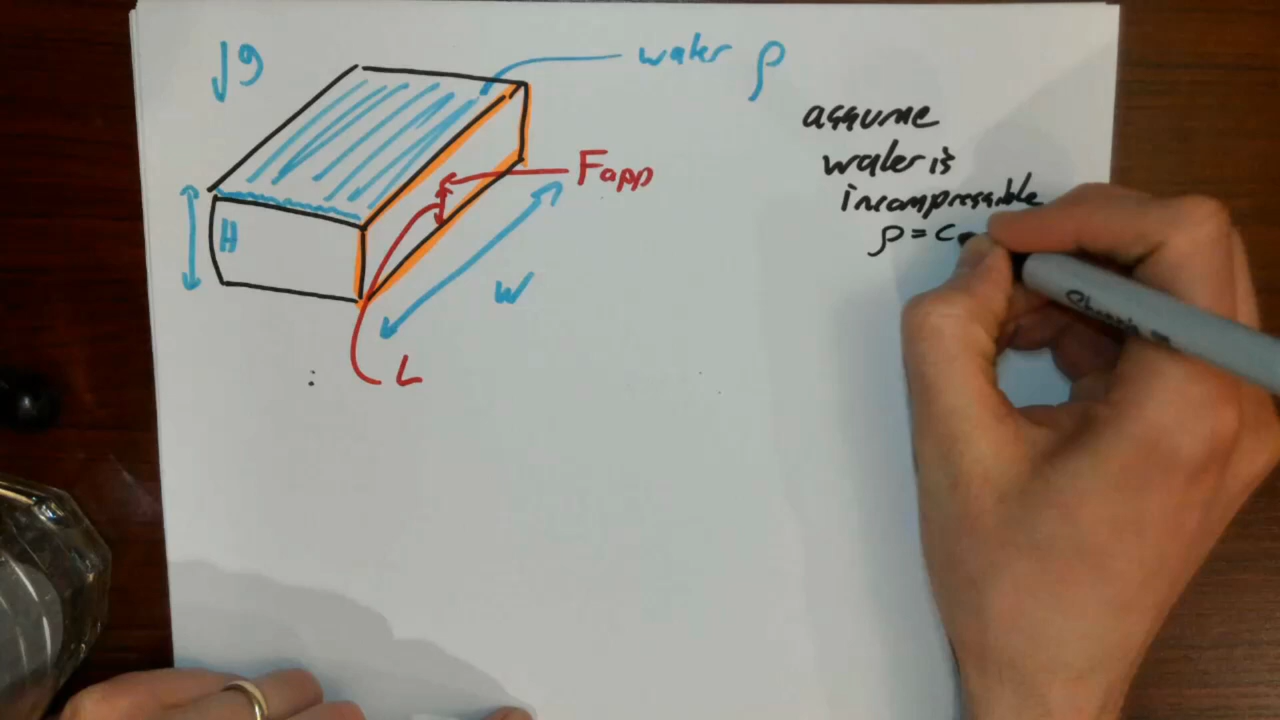 g
water ρ
assume
water is
incompressible
ρ = c
Fapp
H
W
L